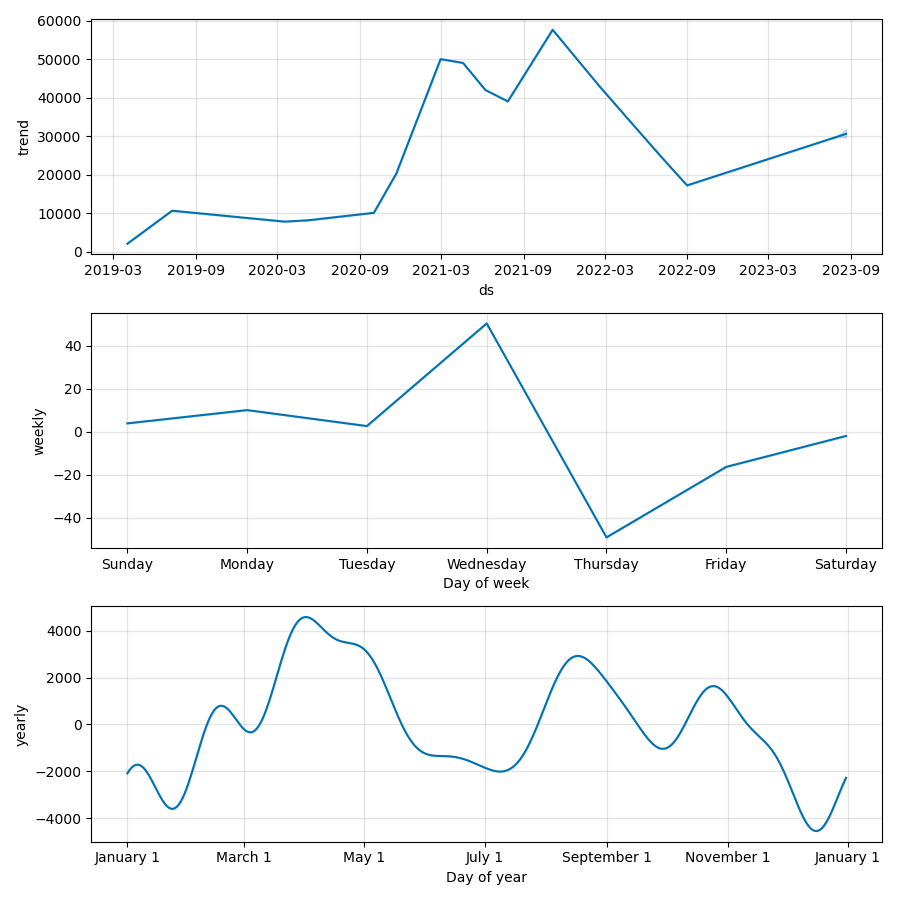 60000
50000
40000
30000
20000
10000
0
trend
2019-03 2019-09 2020-03 2020-09 2021-03 2021-09 2022-03 2022-09 2023-03 2023-09
ds
40
20
0
−20
−40
weekly
Sunday Monday Tuesday Wednesday Thursday Friday Saturday
Day of week
4000
2000
0
−2000
−4000
yearly
January 1 March 1 May 1 July 1 September 1 November 1 January 1
Day of year